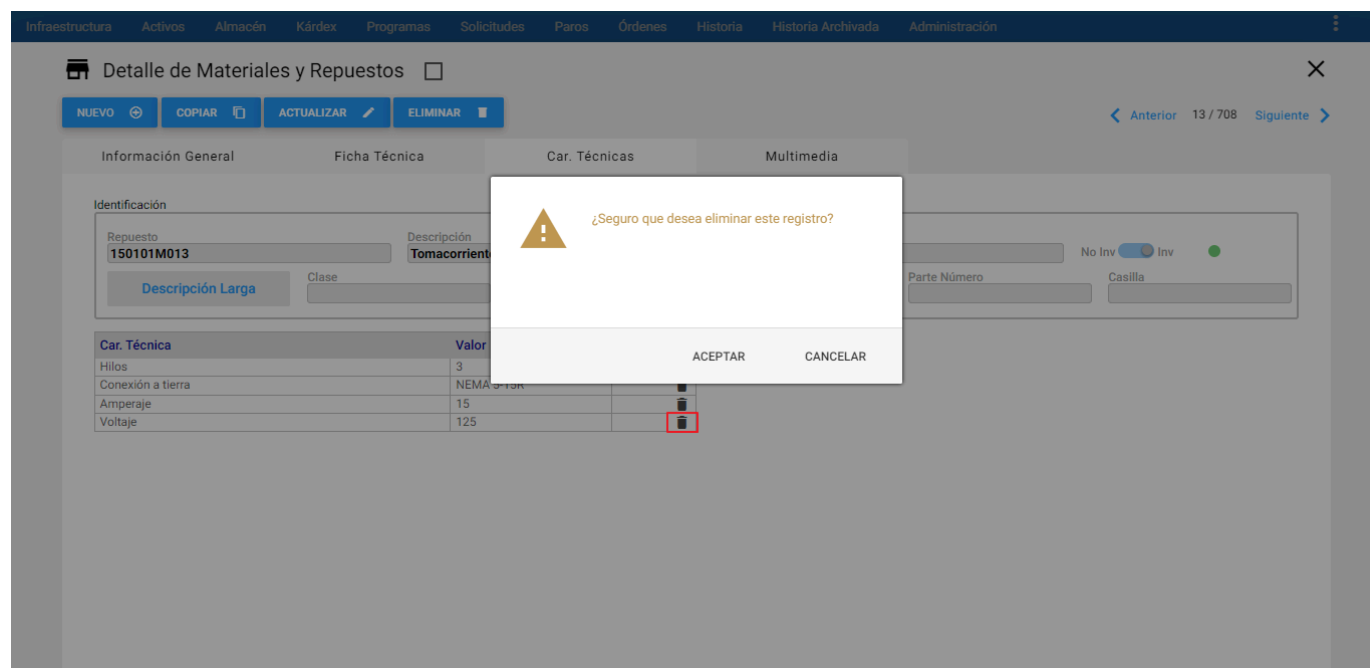 Infraestructura Activos Almacén Kárdex Programas Solicitudes Paros Órdenes Historia Historia Archivada Administración
Detalle de Materiales y Repuestos
NUEVO COPIAR ACTUALIZAR ELIMINAR
Anterior 13 / 708 Siguiente
Información General Ficha Técnica Car. Técnicas Multimedia
Identificación
¿Seguro que desea eliminar este registro?
Repuesto Descripción
150101M013 Tomacorrient
No Inv Inv
Descripción Larga Clase Parte Número Casilla
Car. Técnica Valor
ACEPTAR CANCELAR
Hilos 3
Conexión a tierra NEMA 5-15R
Amperaje 15
Voltaje 125